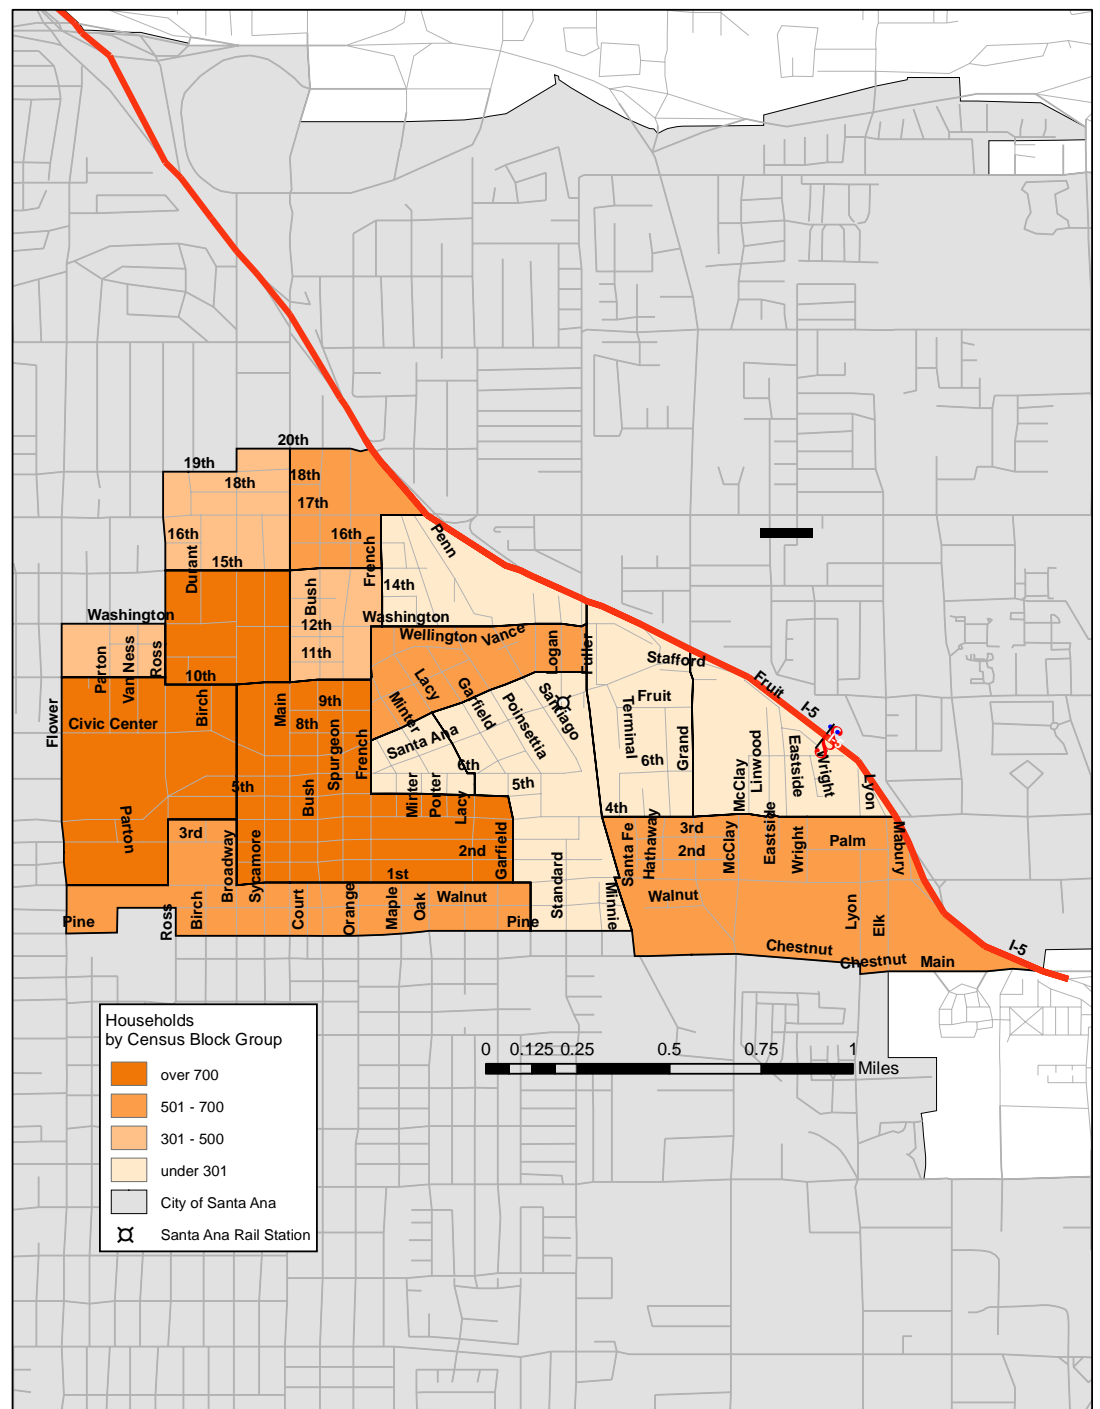 20th
19th
18th
18th
17th
16th
16th
15th
Durant
French
Penn
14th
Bush
Washington
Washington
12th
11th
Wellington
Vance
Logan
Fuller
Stafford
Parton
Van Ness
Ross
10th
Lacy
Garfield
Minter
Poinsettia
Santiago
Fruit
Fruit
I-5
Flower
Civic Center
Birch
Main
9th
8th
Spurgeon
French
Santa Ana
6th
Terminal
6th
Grand
McClay
Linwood
Eastside
Wright
Lyon
5th
Bush
Minter
Porter
Lacy
5th
4th
Parton
3rd
Broadway
Sycamore
2nd
Garfield
1st
Santa Fe
Hathaway
3rd
2nd
McClay
Eastside
Wright
Palm
Mabury
Pine
Ross
Birch
Court
Orange
Maple
Oak
Walnut
Pine
Standard
Minnie
Walnut
Lyon
Elk
Chestnut
Chestnut
Main
I-5
Households
by Census Block Group
over 700
501 - 700
301 - 500
under 301
City of Santa Ana
Santa Ana Rail Station
0 0.125 0.25 0.5 0.75 1
Miles